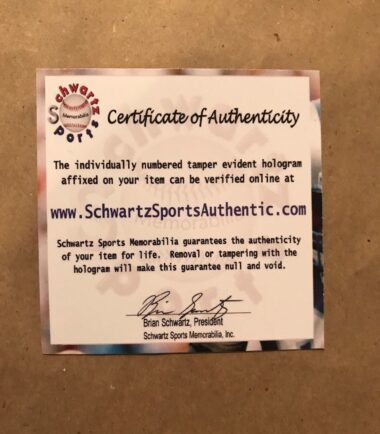 Schwartz
Memorabilia
Sports
Certificate of Authenticity
The individually numbered tamper evident hologram
affixed on your item can be verified online at
www.SchwartzSportsAuthentic.com
Schwartz Sports Memorabilia guarantees the authenticity
of your item for life. Removal or tampering with the
hologram will make this guarantee null and void.
Brian Schwartz, President
Schwartz Sports Memorabilia, Inc.